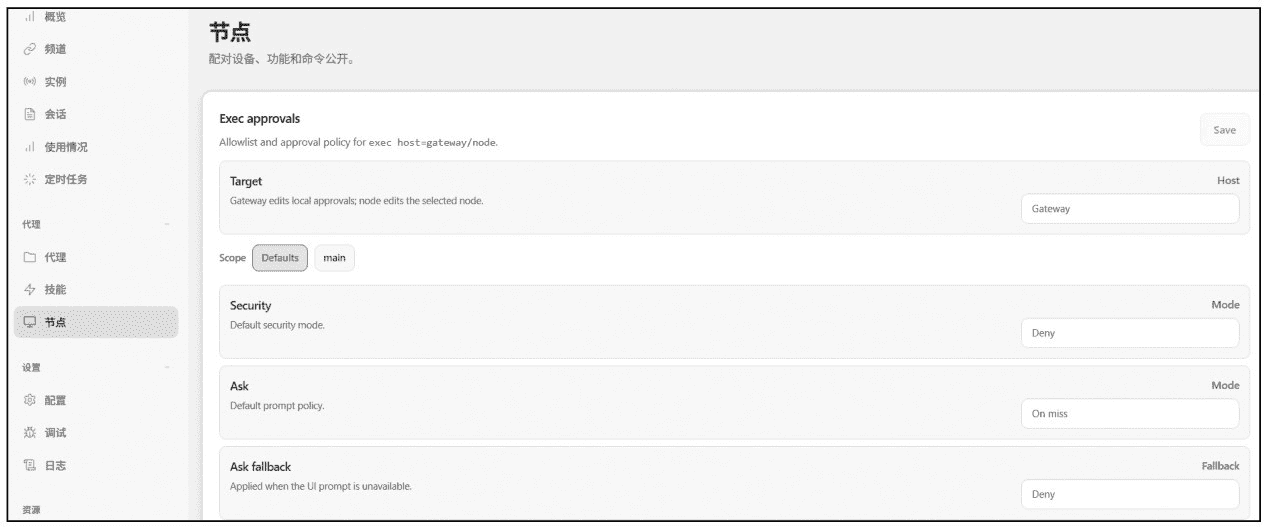 概览
频道
实例
会话
使用情况
定时任务
代理
代理
技能
节点
设置
配置
调试
日志
资源
节点
配对设备、功能和命令公开。
Exec approvals
Allowlist and approval policy for exec host=gateway/node.
Save
Target
Gateway edits local approvals; node edits the selected node.
Host
Gateway
Scope Defaults main
Security
Default security mode.
Mode
Deny
Ask
Default prompt policy.
Mode
On miss
Ask fallback
Applied when the UI prompt is unavailable.
Fallback
Deny